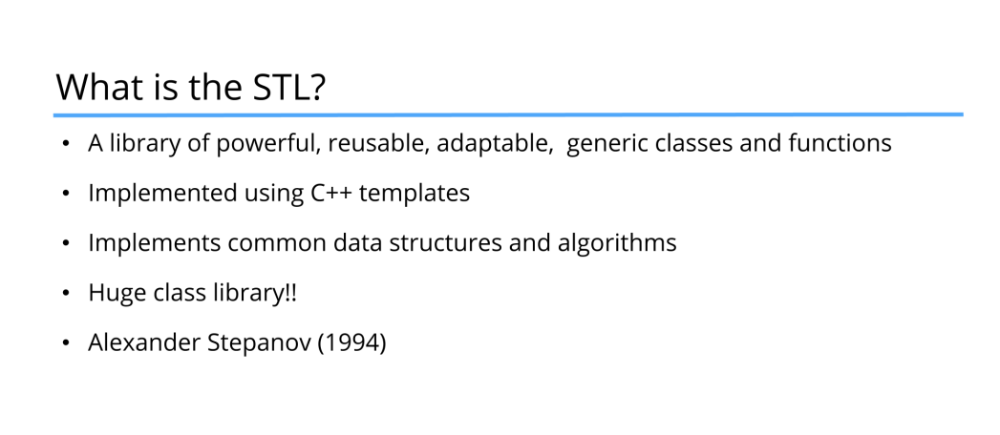 What is the STL?
• A library of powerful, reusable, adaptable,  generic classes and functions
• Implemented using C++ templates
• Implements common data structures and algorithms
• Huge class library!!
• Alexander Stepanov (1994)